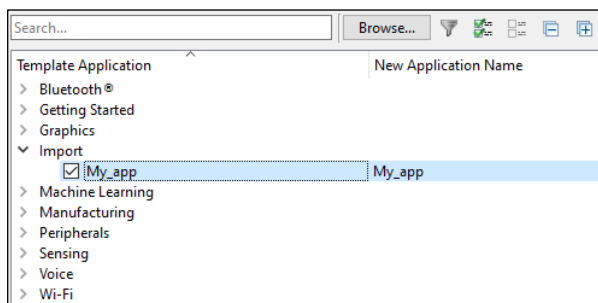 Search...
Browse...
Template Application
New Application Name
Bluetooth®
Getting Started
Graphics
Import
My_app
My_app
Machine Learning
Manufacturing
Peripherals
Sensing
Voice
Wi-Fi